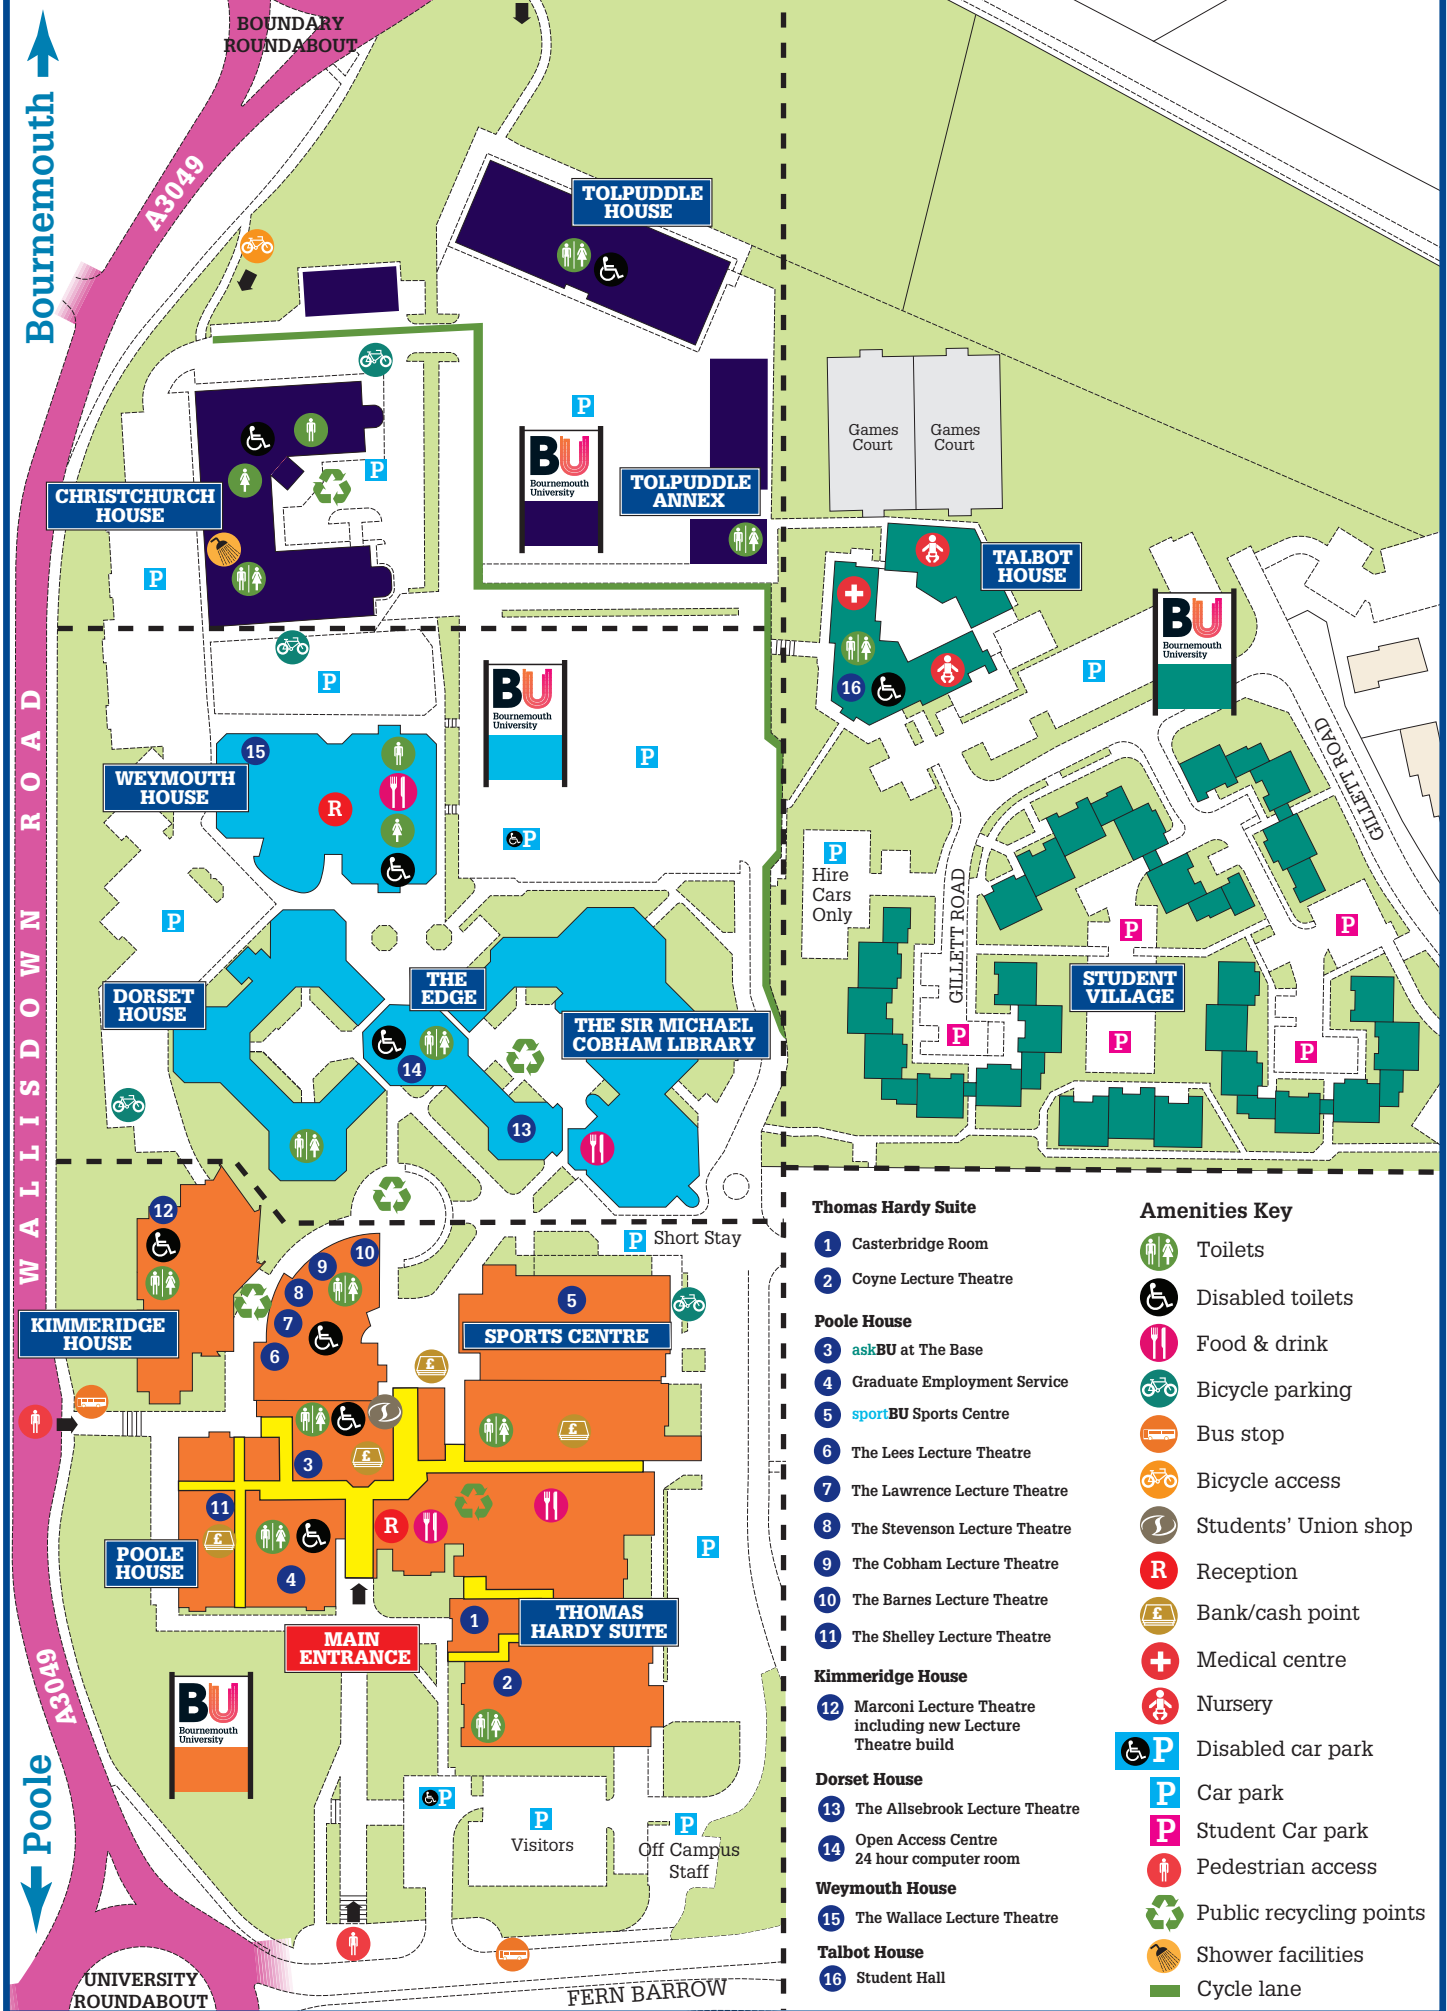 BOUNDARY
ROUNDABOUT
Bournemouth
A3049
TOLPUDDLE
HOUSE
P
BU
Bournemouth
University
Games
Court
Games
Court
P
TOLPUDDLE
ANNEX
CHRISTCHURCH
HOUSE
P
TALBOT
HOUSE
BU
Bournemouth
University
P
P
BU
Bournemouth
University
16
15
P
WEYMOUTH
HOUSE
R
P
P
Hire
Cars
Only
GILLETT ROAD
GILLETT ROAD
WALLISDOWN ROAD
P
P
P
DORSET
HOUSE
THE
EDGE
STUDENT
VILLAGE
THE SIR MICHAEL
COBHAM LIBRARY
P
P
P
14
13
12
10
9
8
7
6
P Short Stay
5
SPORTS CENTRE
KIMMERIDGE
HOUSE
£
£
£
3
11
£
R
POOLE
HOUSE
4
P
1
THOMAS
HARDY SUITE
MAIN
ENTRANCE
2
A3049
BU
Bournemouth
University
Poole
P
P
Visitors
P
Off Campus
Staff
UNIVERSITY
ROUNDABOUT
FERN BARROW
Thomas Hardy Suite
1 Casterbridge Room
2 Coyne Lecture Theatre
Poole House
3 askBU at The Base
4 Graduate Employment Service
5 sportBU Sports Centre
6 The Lees Lecture Theatre
7 The Lawrence Lecture Theatre
8 The Stevenson Lecture Theatre
9 The Cobham Lecture Theatre
10 The Barnes Lecture Theatre
11 The Shelley Lecture Theatre
Kimmeridge House
12 Marconi Lecture Theatre
including new Lecture
Theatre build
Dorset House
13 The Allsebrook Lecture Theatre
14 Open Access Centre
24 hour computer room
Weymouth House
15 The Wallace Lecture Theatre
Talbot House
16 Student Hall
Amenities Key
Toilets
Disabled toilets
Food & drink
Bicycle parking
Bus stop
Bicycle access
Students' Union shop
R Reception
£ Bank/cash point
Medical centre
Nursery
P Disabled car park
P Car park
P Student Car park
Pedestrian access
Public recycling points
Shower facilities
Cycle lane